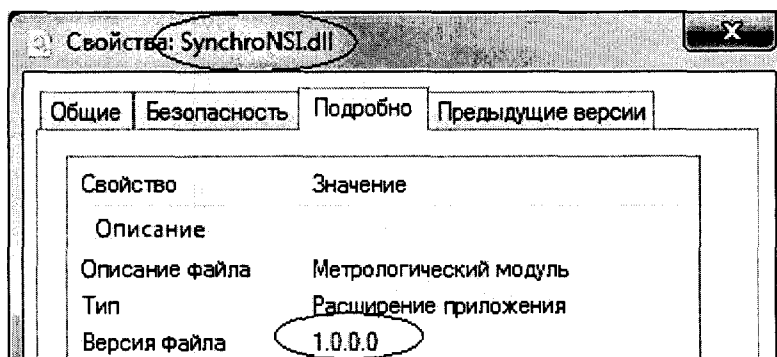 Свойства: SynchroNSI.dll
Общие Безопасность Подробно Предыдущие версии
Свойство Значение
Описание
Описание файла Метрологический модуль
Тип Расширение приложения
Версия файла 1.0.0.0